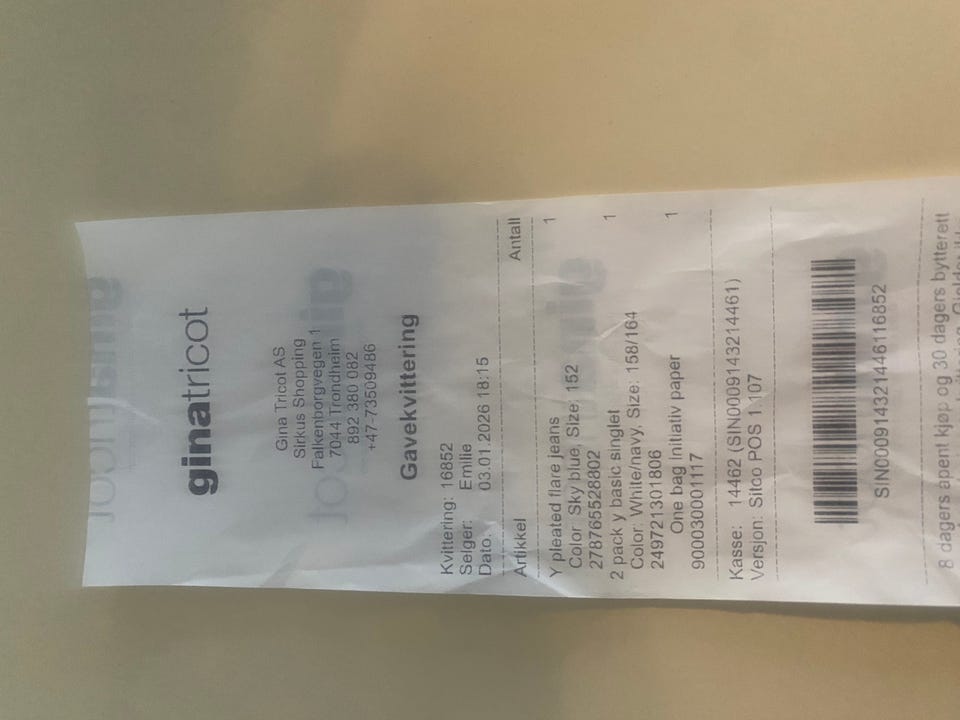 ginatricot
Gina Tricot AS
Sirkus Shopping
Falkenborgvegen 1
7044 Trondheim
892 380 082
+47-73509486
Gavekvittering
Kvittering: 16852
Selger: Emilie
Dato.. 03.01.2026 18:15
Artikkel Antall
Y pleated flare jeans 1
Color: Sky blue, Size: 152
278765528802
2 pack y basic singlet 1
Color: White/navy, Size: 158/164
249721301806
One bag Initiativ paper 1
900030001117
Kasse: 14462 (SIN0009143214461)
Versjon: Sitoo POS 1.107
SIN000914321446116852
8 dagers åpent kjøp og 30 dagers bytterett